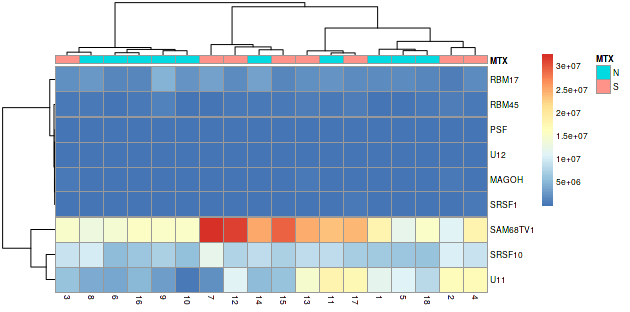 MTX
RBM17
RBM45
PSF
U12
MAGOH
SRSF1
SAM68TV1
SRSF10
U11
3 8 6 16 9 10 7 12 14 15 13 11 17 1 5 18 2 4
3e+07
2.5e+07
2e+07
1.5e+07
1e+07
5e+06
MTX
N
S